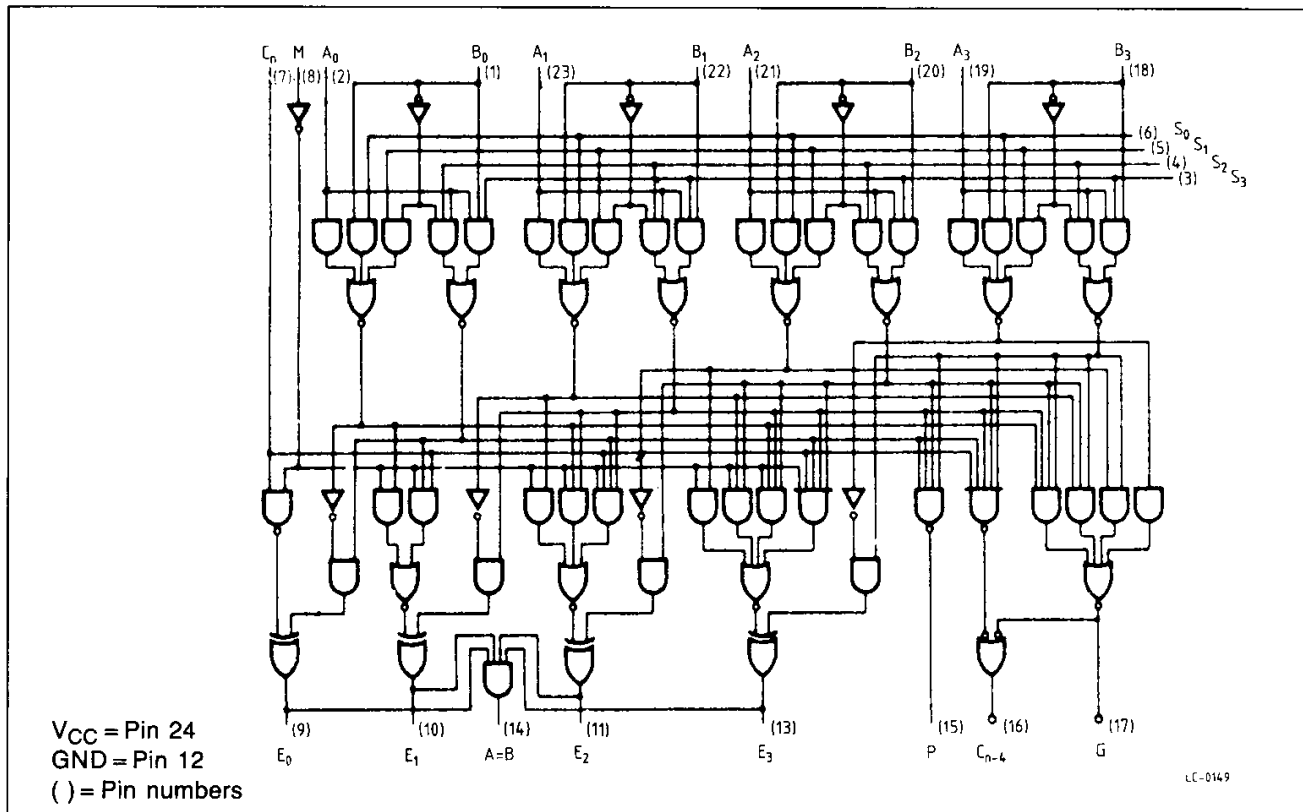 Cn M A0 B0 A1 B1 A2 B2 A3 B3
(7) (8) (2) (1) (23) (22) (21) (20) (19) (18)
(6) S0
(5) S1
(4) S2
(3) S3
(9) (10) (14) (11) (13) (15) (16) (17)
E0 E1 A=B E2 E3 P Cn-4 G
VCC = Pin 24
GND = Pin 12
( ) = Pin numbers
LC-0149